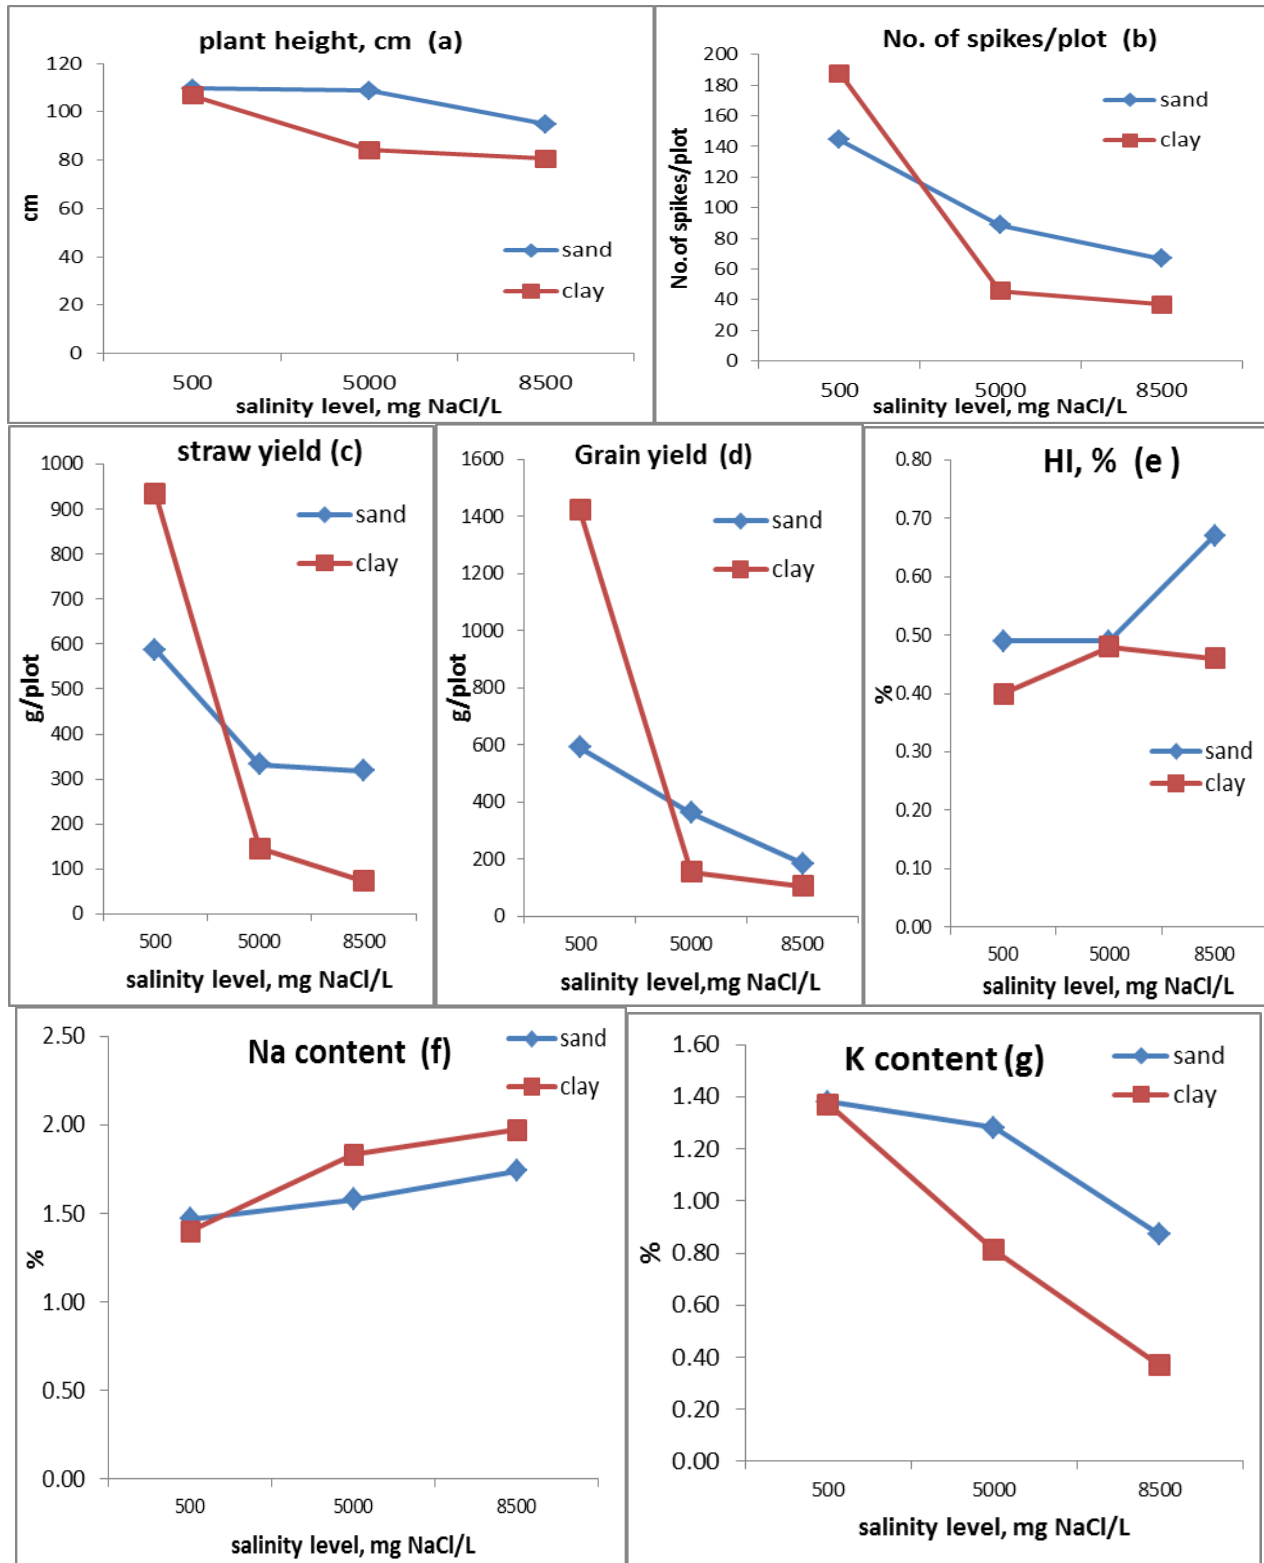 plant height, cm (a)
120
100
80
60
40
20
0
cm
sand
clay
500 5000 8500
salinity level, mg NaCl/L
No. of spikes/plot (b)
200
180
160
140
120
100
80
60
40
20
0
No.of spikes/plot
sand
clay
500 5000 8500
salinity level, mg NaCl/L
straw yield (c)
1000
900
800
700
600
500
400
300
200
100
0
g/plot
sand
clay
500 5000 8500
salinity level, mg NaCl/L
Grain yield (d)
1600
1400
1200
1000
800
600
400
200
0
g/plot
sand
clay
500 5000 8500
salinity level,mg NaCl/L
HI, % (e )
0.80
0.70
0.60
0.50
0.40
0.30
0.20
0.10
0.00
%
sand
clay
500 5000 8500
salinity level, mg NaCl/L
Na content (f)
2.50
2.00
1.50
1.00
0.50
0.00
%
sand
clay
500 5000 8500
salinity level, mg NaCl/L
K content (g)
1.60
1.40
1.20
1.00
0.80
0.60
0.40
0.20
0.00
%
sand
clay
500 5000 8500
salinity level, mg NaCl/L